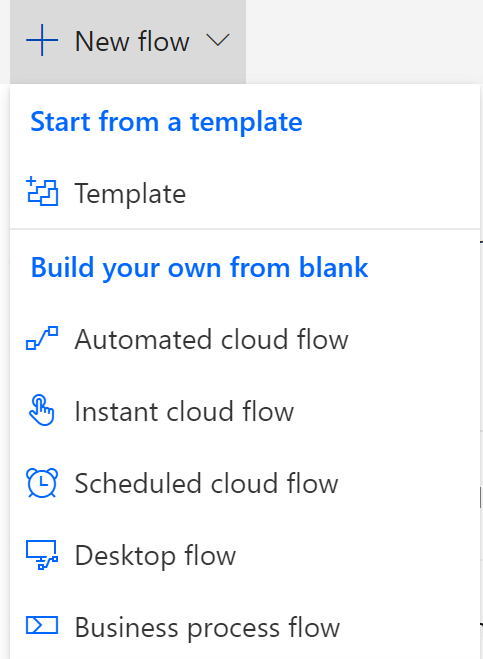 New flow
Start from a template
Template
Build your own from blank
Automated cloud flow
Instant cloud flow
Scheduled cloud flow
Desktop flow
Business process flow